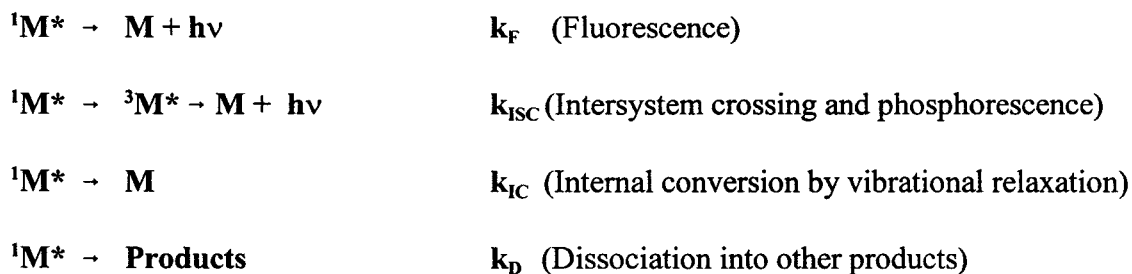 ¹M* → M + hν k_F (Fluorescence)
¹M* → ³M* → M + hν k_ISC (Intersystem crossing and phosphorescence)
¹M* → M k_IC (Internal conversion by vibrational relaxation)
¹M* → Products k_D (Dissociation into other products)